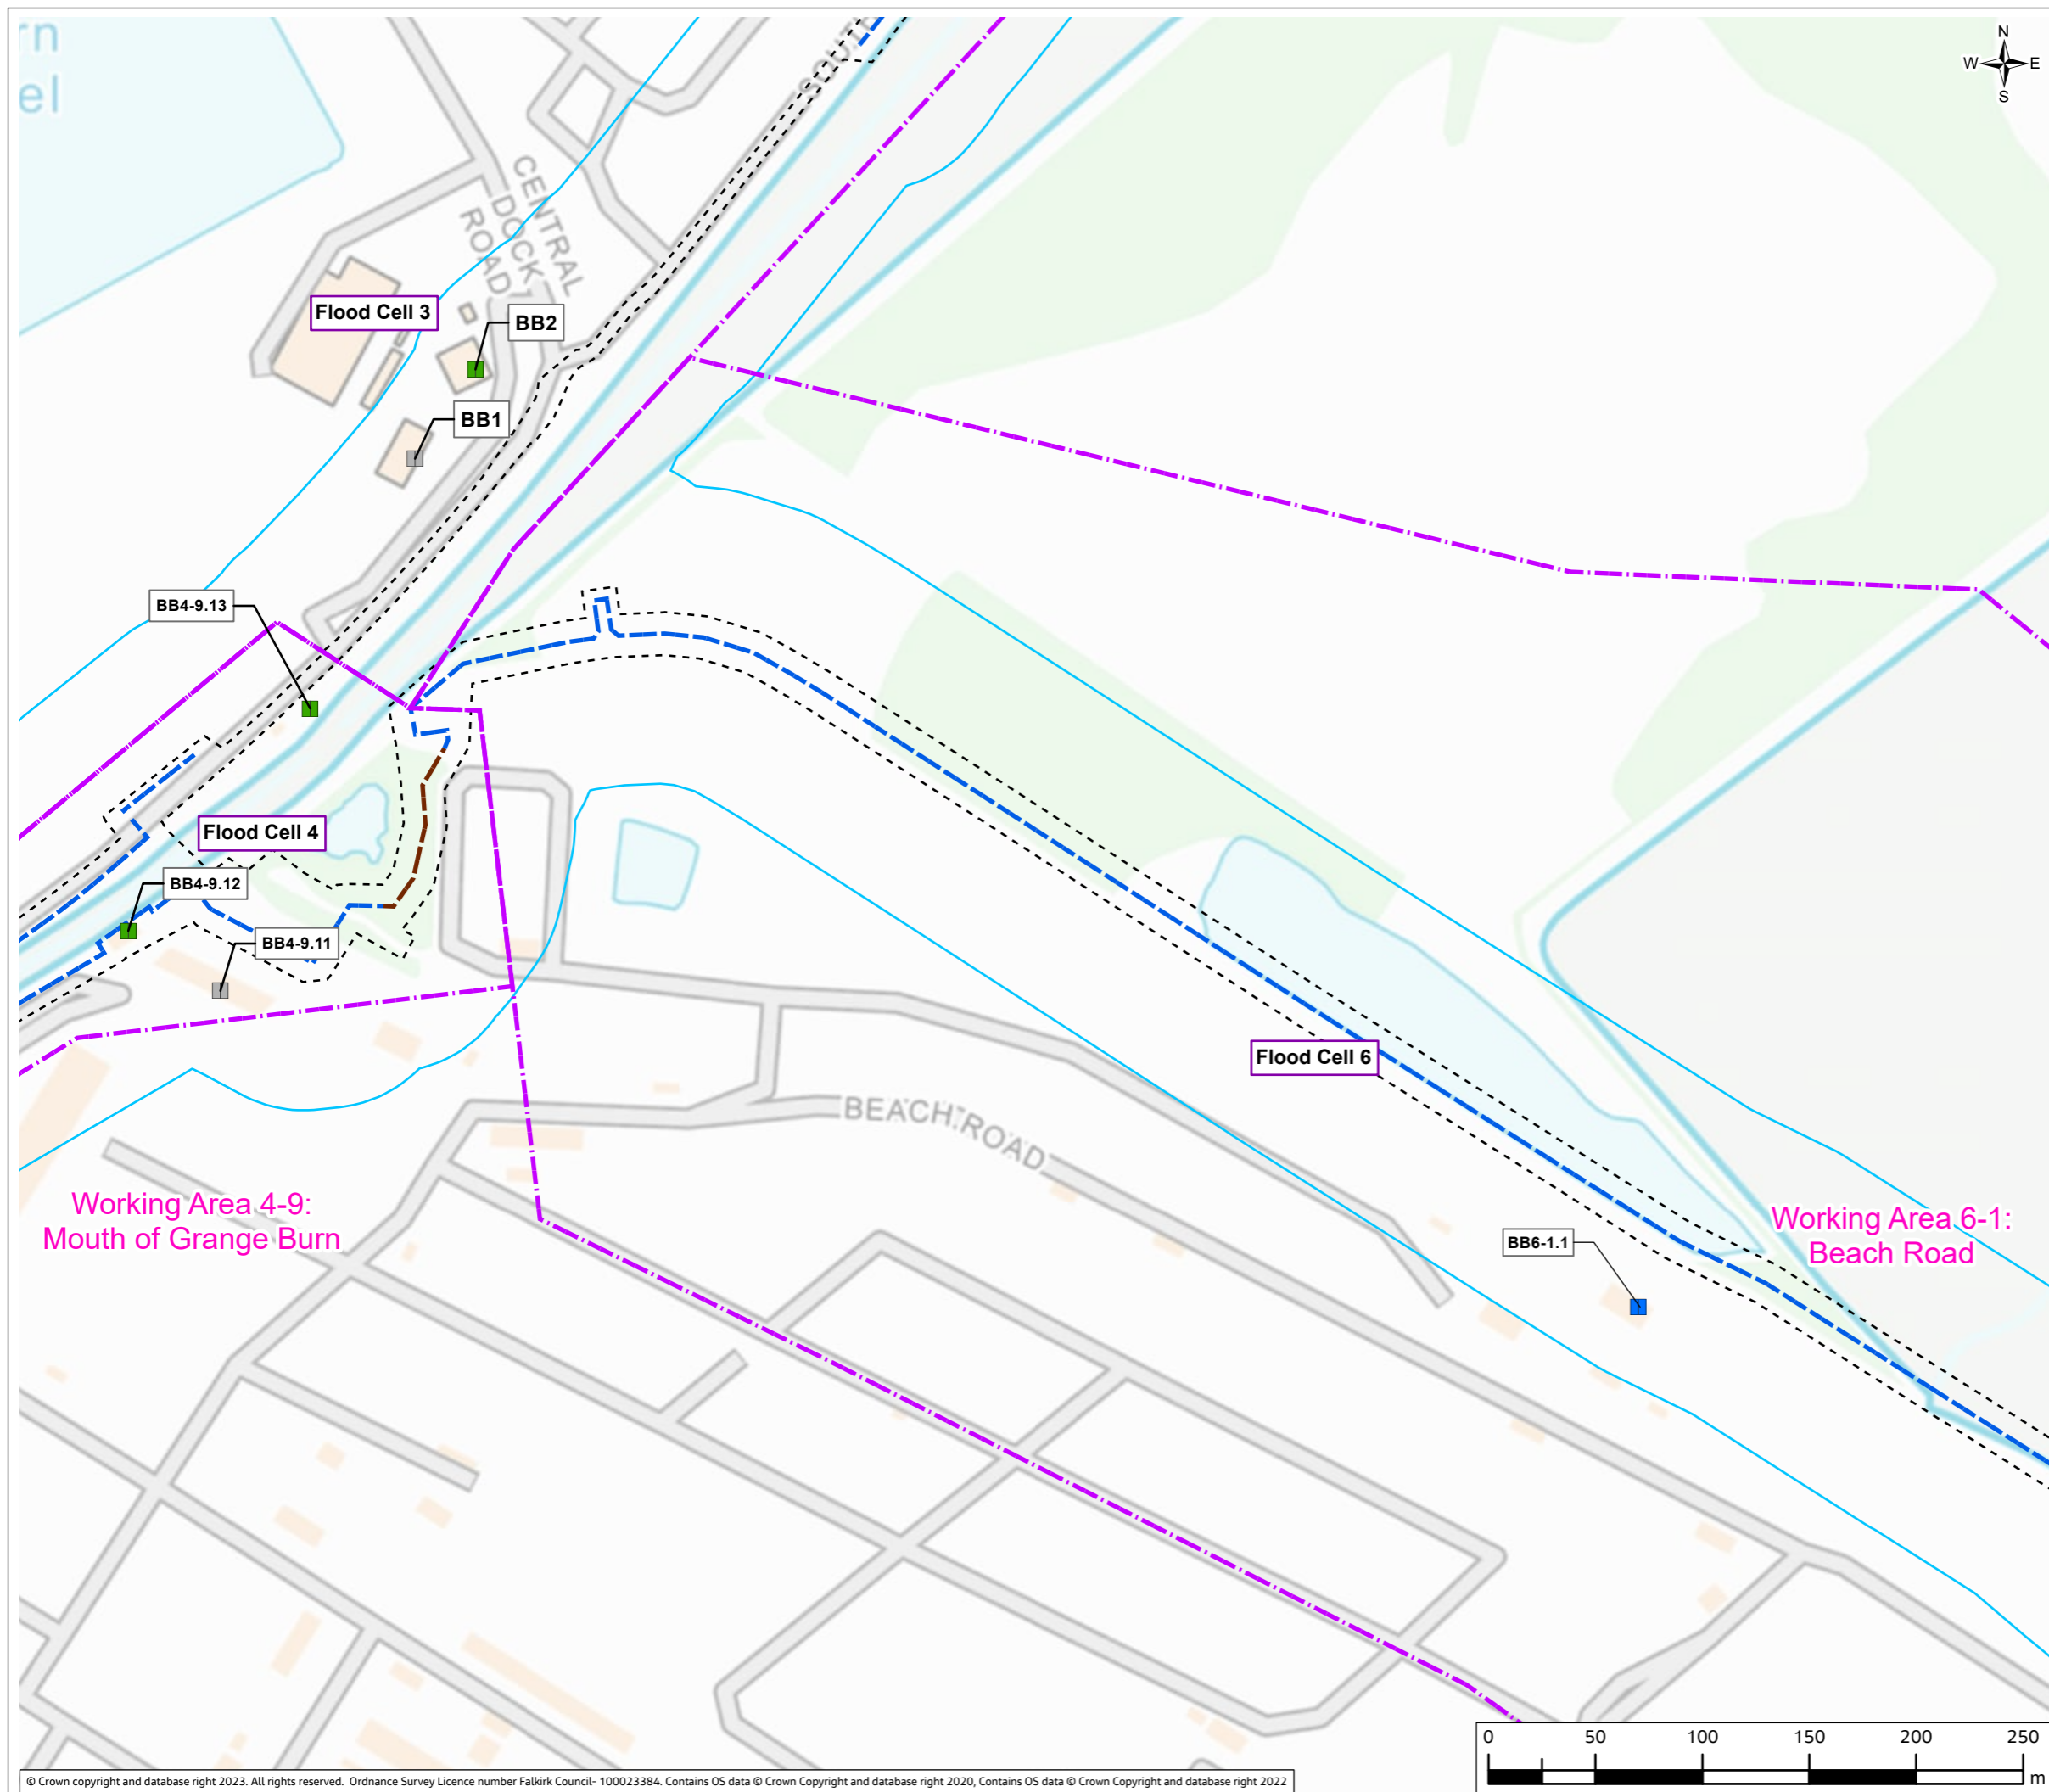 rn
el
N
W E
S
SOUTH
CENTRAL
DOCK
ROAD
Flood Cell 3
BB2
BB1
BB4-9.13
Flood Cell 4
BB4-9.12
BB4-9.11
Flood Cell 6
BEACH ROAD
Working Area 4-9:
Mouth of Grange Burn
Working Area 6-1:
Beach Road
BB6-1.1
0 50 100 150 200 250
m
© Crown copyright and database right 2023. All rights reserved. Ordnance Survey Licence number Falkirk Council- 100023384. Contains OS data © Crown Copyright and database right 2020, Contains OS data © Crown Copyright and database right 2022